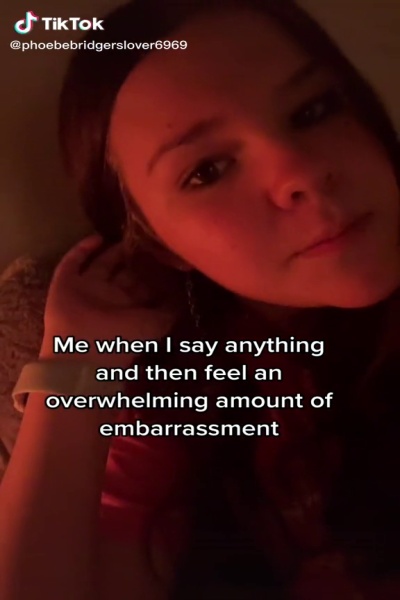 TikTok
@phoebebridgerslover6969
Me when I say anything
and then feel an
overwhelming amount of
embarrassment